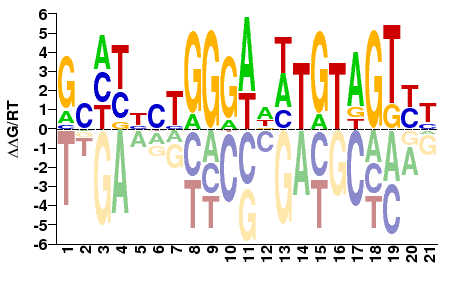 6
5
4
3
2
1
0
-1
-2
-3
-4
-5
-6
ΔΔG/RT
G A T
C T
A C T G
T C G A
T A
C G
T G
G A C T
G A C T
G A C
A T C G
A T C
T A C G
T A
G A C T
T G
A G T C
G A C T
T G A C
T C G A
T C G
1 2 3 4 5 6 7 8 9 10 11 12 13 14 15 16 17 18 19 20 21